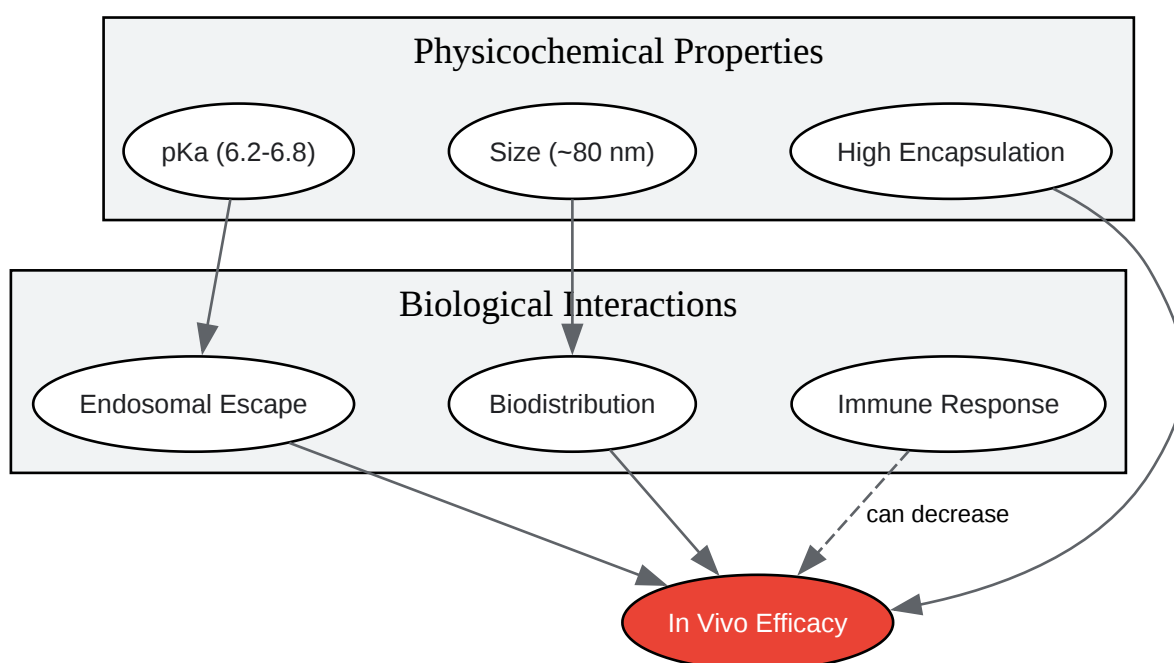 Physicochemical Properties
pKa (6.2-6.8)
Size (~80 nm)
High Encapsulation
Biological Interactions
Endosomal Escape
Biodistribution
Immune Response
can decrease
In Vivo Efficacy